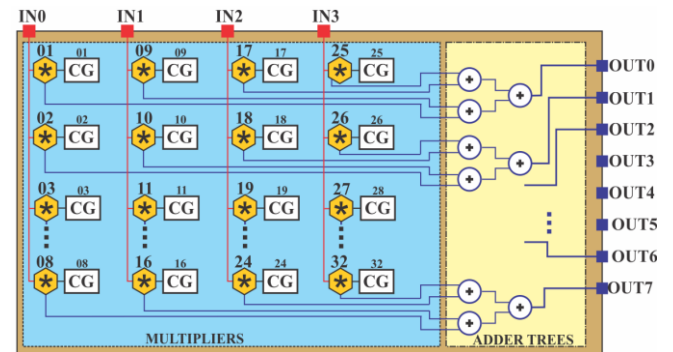 IN0 IN1 IN2 IN3
01 01 09 09 17 17 25 25
* CG * CG * CG * CG
+ + OUT0
+ OUT1
02 02 10 10 18 18 26 26
* CG * CG * CG * CG
+ + OUT2
+ OUT3
03 03 11 11 19 19 27 28
* CG * CG * CG * CG
OUT4
OUT5
08 08 16 16 24 24 32 32
* CG * CG * CG * CG
OUT6
+ + OUT7
+
MULTIPLIERS ADDER TREES